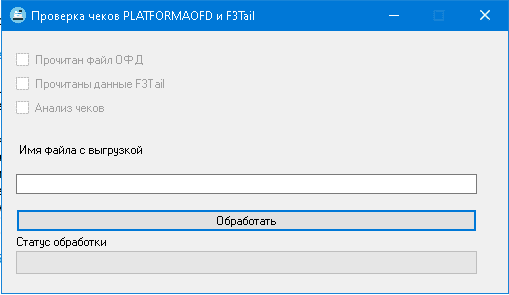 Проверка чеков PLATFORMAOFD и F3Tail
Прочитан файл ОФД
Прочитаны данные F3Tail
Анализ чеков
Имя файла с выгрузкой
Обработать
Статус обработки